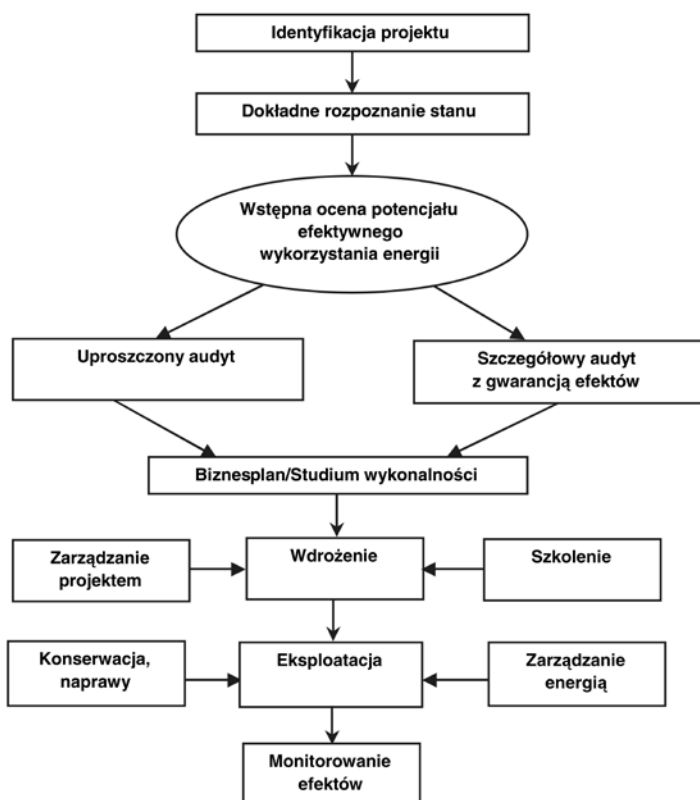 Identyfikacja projektu
Dokładne rozpoznanie stanu
Wstępna ocena potencjału
efektywnego
wykorzystania energii
Uproszczony audyt
Szczegółowy audyt
z gwarancją efektów
Biznesplan/Studium wykonalności
Zarządzanie
projektem
Wdrożenie
Szkolenie
Konserwacja,
naprawy
Eksploatacja
Zarządzanie
energią
Monitorowanie
efektów